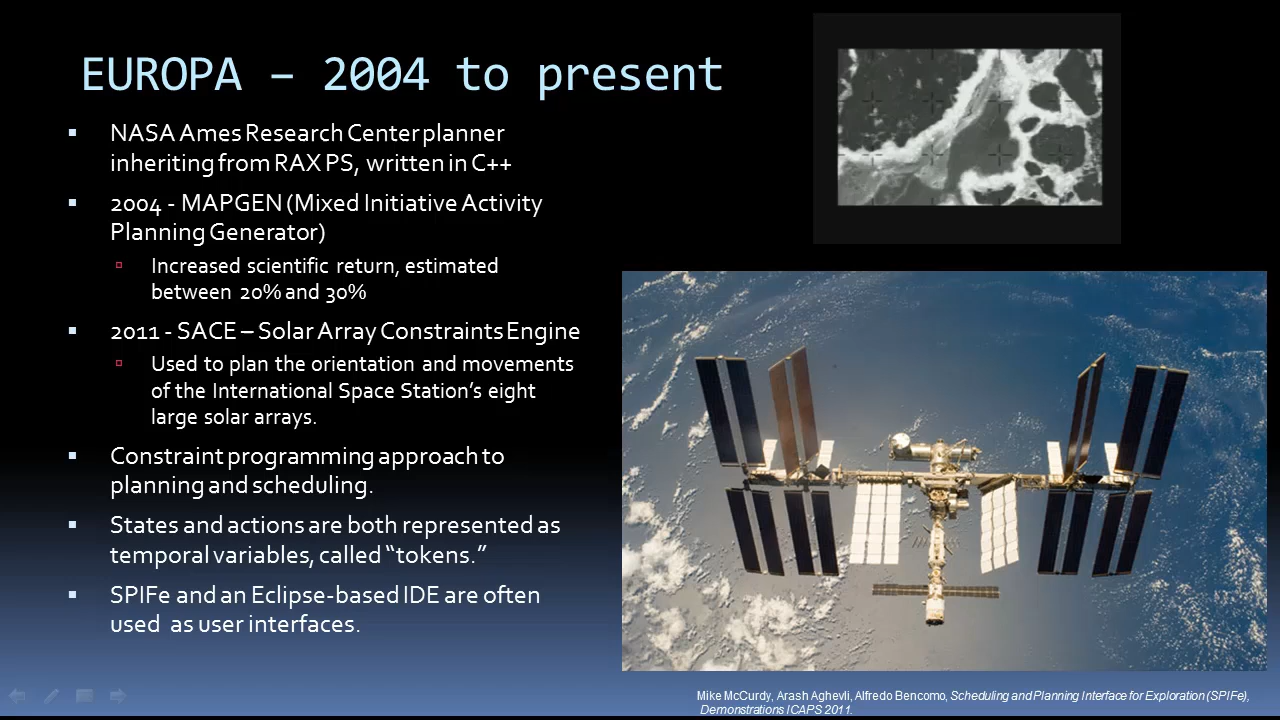 EUROPA – 2004 to present
▪ NASA Ames Research Center planner
inheriting from RAX PS, written in C++
▪ 2004 - MAPGEN (Mixed Initiative Activity
Planning Generator)
▫ Increased scientific return, estimated
between 20% and 30%
▪ 2011 - SACE – Solar Array Constraints Engine
▫ Used to plan the orientation and movements
of the International Space Station’s eight
large solar arrays.
▪ Constraint programming approach to
planning and scheduling.
▪ States and actions are both represented as
temporal variables, called “tokens.”
▪ SPIFe and an Eclipse-based IDE are often
used as user interfaces.
Mike McCurdy, Arash Aghevli, Alfredo Bencomo, Scheduling and Planning Interface for Exploration (SPIFe),
Demonstrations ICAPS 2011.